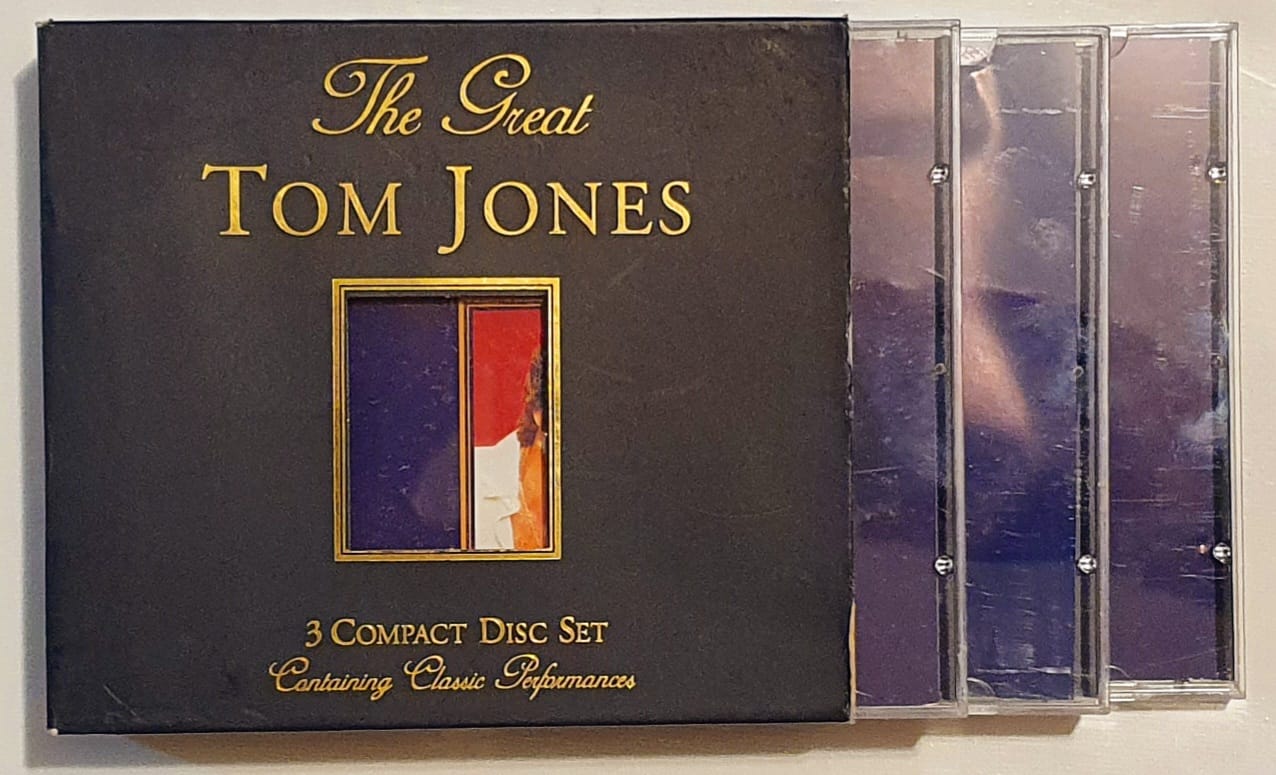 The Great
TOM JONES
3 COMPACT DISC SET
Containing Classic Performances